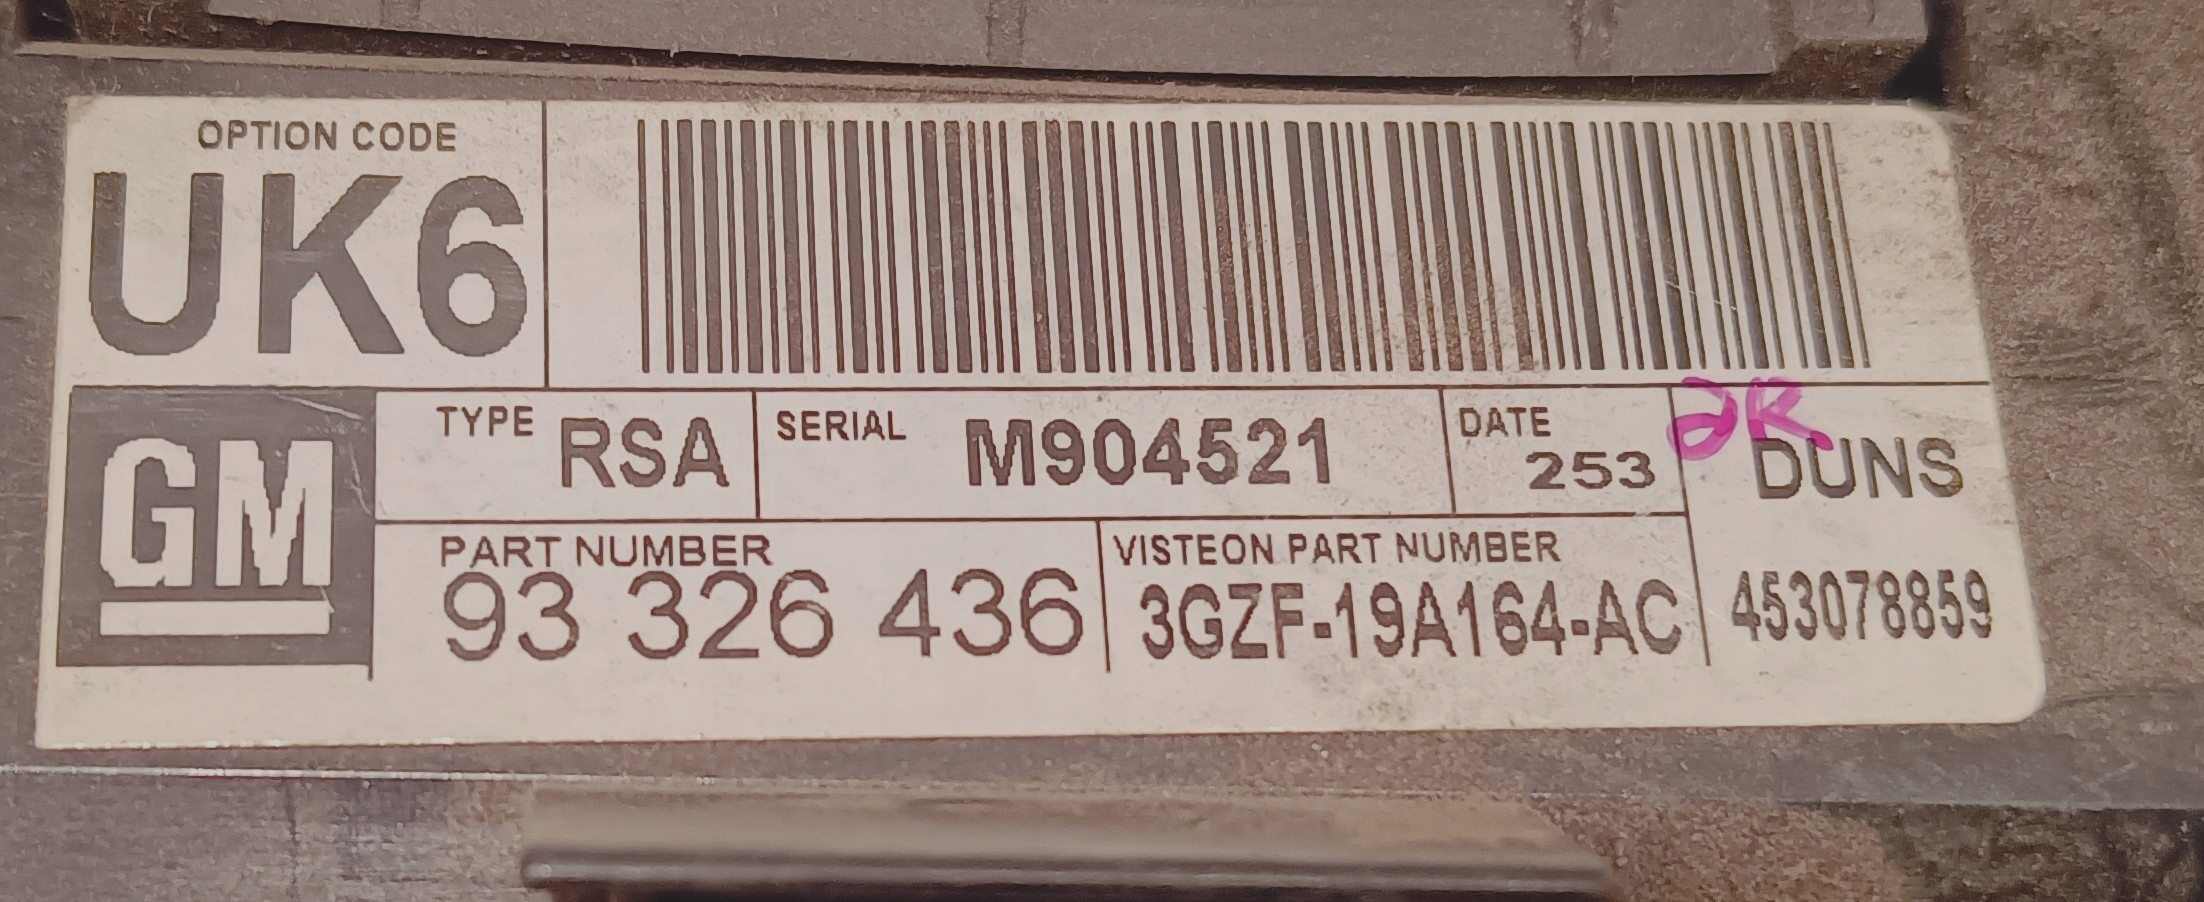 OPTION CODE
UK6
GM
TYPE RSA
SERIAL M904521
DATE 253
2R
DUNS
453078859
PART NUMBER
93 326 436
VISTEON PART NUMBER
3GZF-19A164-AC